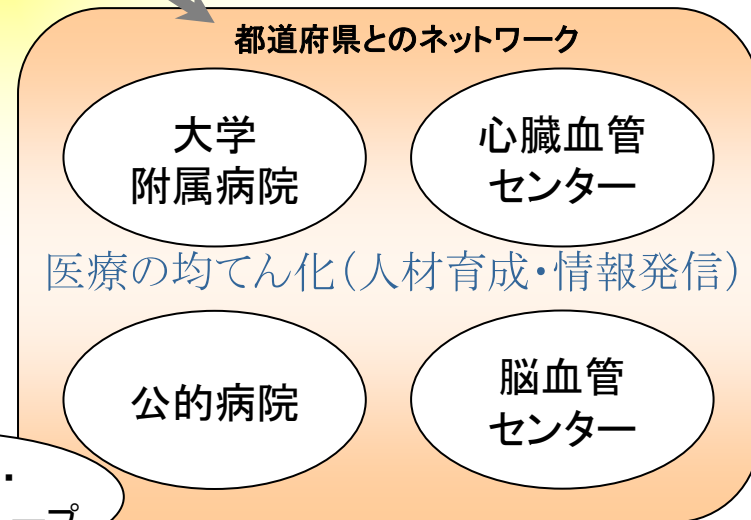 都道府県とのネットワーク
大学
附属病院
心臓血管
センター
医療の均てん化(人材育成・情報発信)
公的病院
脳血管
センター
・
ープ